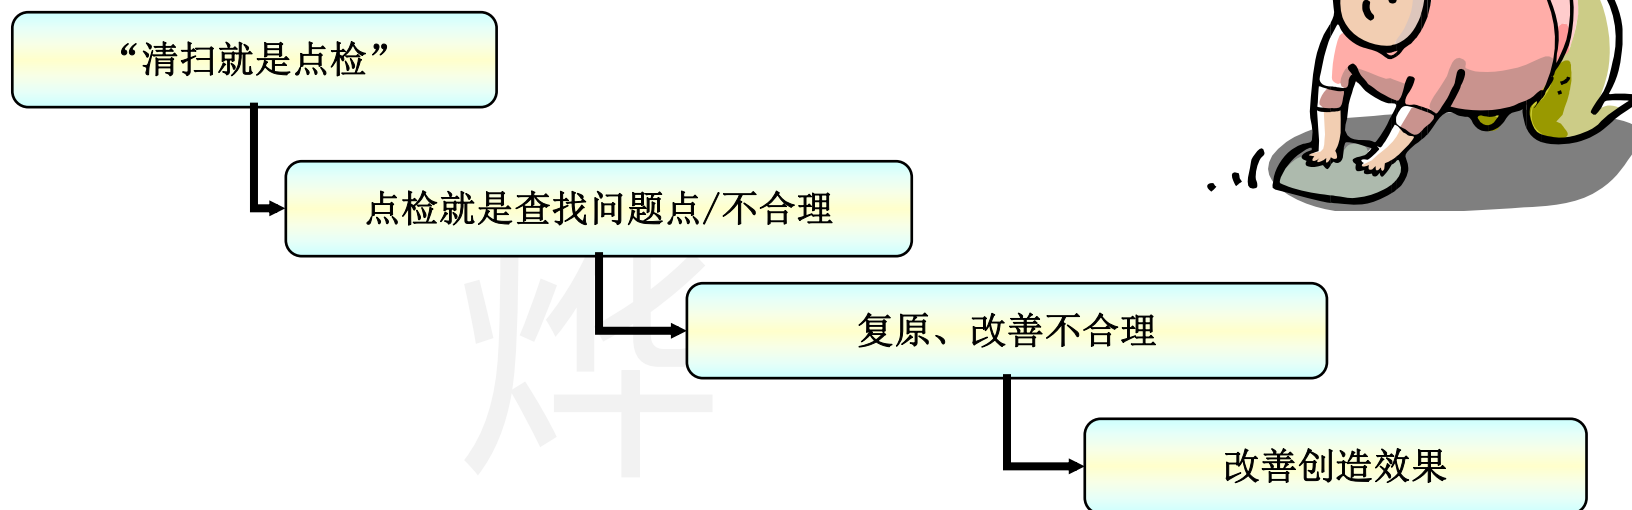 “清扫就是点检”
点检就是查找问题点/不合理
复原、改善不合理
改善创造效果
烨